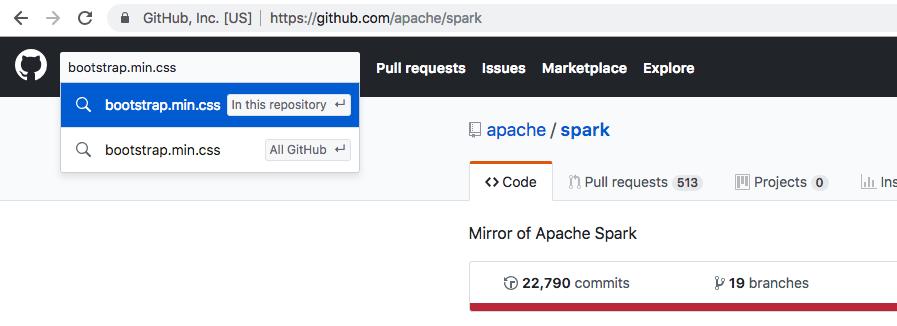 GitHub, Inc. [US] | https://github.com/apache/spark
bootstrap.min.css
Pull requests Issues Marketplace Explore
bootstrap.min.css In this repository ↵
bootstrap.min.css All GitHub ↵
apache / spark
<> Code Pull requests 513 Projects 0 Ins
Mirror of Apache Spark
22,790 commits 19 branches